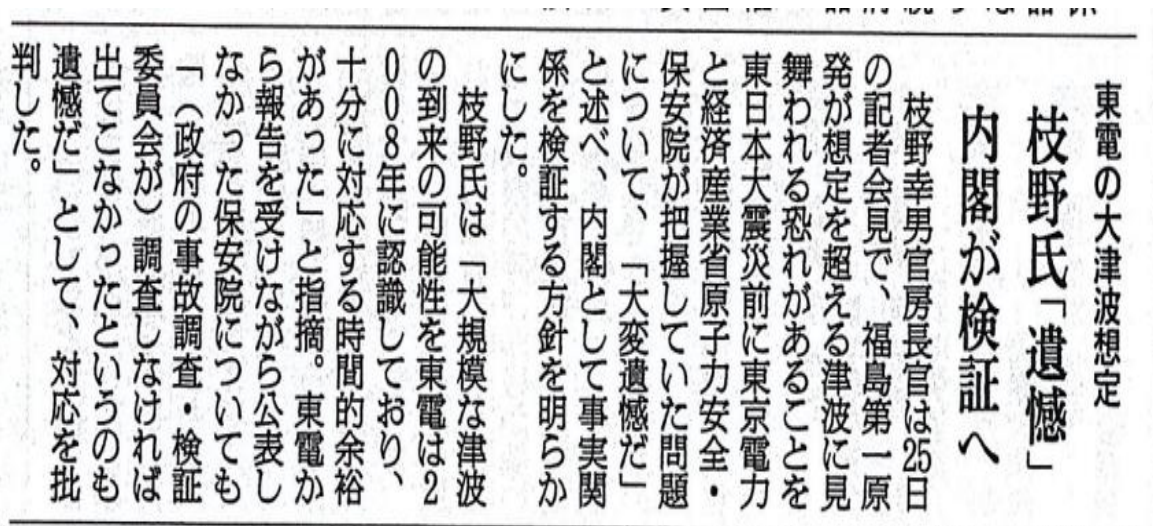 東電の大津波想定
枝野氏「遺憾」
内閣が検証へ
枝野幸男官房長官は25日
の記者会見で、福島第一原
発が想定を超える津波に見
舞われる恐れがあることを
東日本大震災前に東京電力
と経済産業省原子力安全・
保安院が把握していた問題
について、「大変遺憾だ」
と述べ、内閣として事実関
係を検証する方針を明らか
にした。
枝野氏は「大規模な津波
の到来の可能性を東電は2
008年に認識しており、
十分に対応する時間的余裕
があった」と指摘。東電か
ら報告を受けながら公表し
なかった保安院についても
「（政府の事故調査・検証
委員会が）調査しなければ
出てこなかったというのも
遺憾だ」として、対応を批
判した。